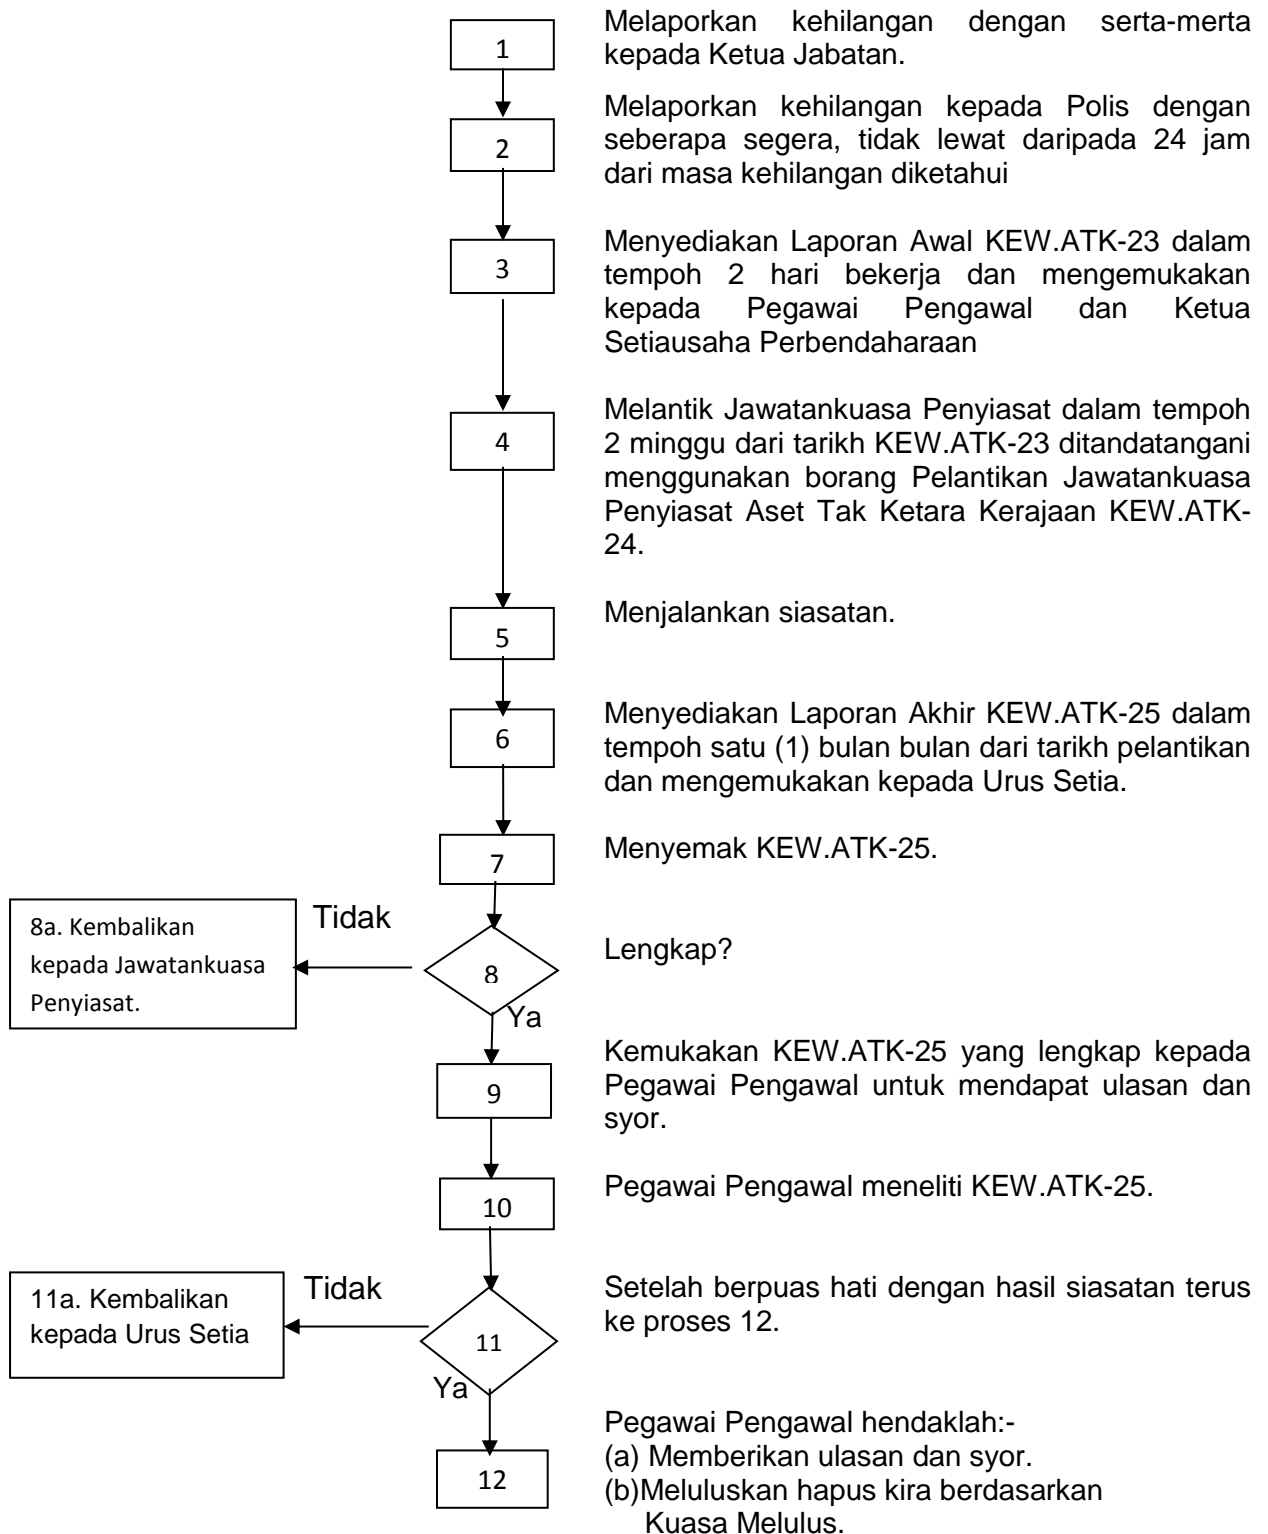 1
Melaporkan kehilangan dengan serta-merta
kepada Ketua Jabatan.
2
Melaporkan kehilangan kepada Polis dengan
seberapa segera, tidak lewat daripada 24 jam
dari masa kehilangan diketahui
3
Menyediakan Laporan Awal KEW.ATK-23 dalam
tempoh 2 hari bekerja dan mengemukakan
kepada Pegawai Pengawal dan Ketua
Setiausaha Perbendaharaan
4
Melantik Jawatankuasa Penyiasat dalam tempoh
2 minggu dari tarikh KEW.ATK-23 ditandatangani
menggunakan borang Pelantikan Jawatankuasa
Penyiasat Aset Tak Ketara Kerajaan KEW.ATK-
24.
5
Menjalankan siasatan.
6
Menyediakan Laporan Akhir KEW.ATK-25 dalam
tempoh satu (1) bulan bulan dari tarikh pelantikan
dan mengemukakan kepada Urus Setia.
7
Menyemak KEW.ATK-25.
8a. Kembalikan
kepada Jawatankuasa
Penyiasat.
Tidak
8
Ya
Lengkap?
9
Kemukakan KEW.ATK-25 yang lengkap kepada
Pegawai Pengawal untuk mendapat ulasan dan
syor.
10
Pegawai Pengawal meneliti KEW.ATK-25.
11a. Kembalikan
kepada Urus Setia
Tidak
11
Ya
Setelah berpuas hati dengan hasil siasatan terus
ke proses 12.
12
Pegawai Pengawal hendaklah:-
(a) Memberikan ulasan dan syor.
(b)Meluluskan hapus kira berdasarkan
Kuasa Melulus.